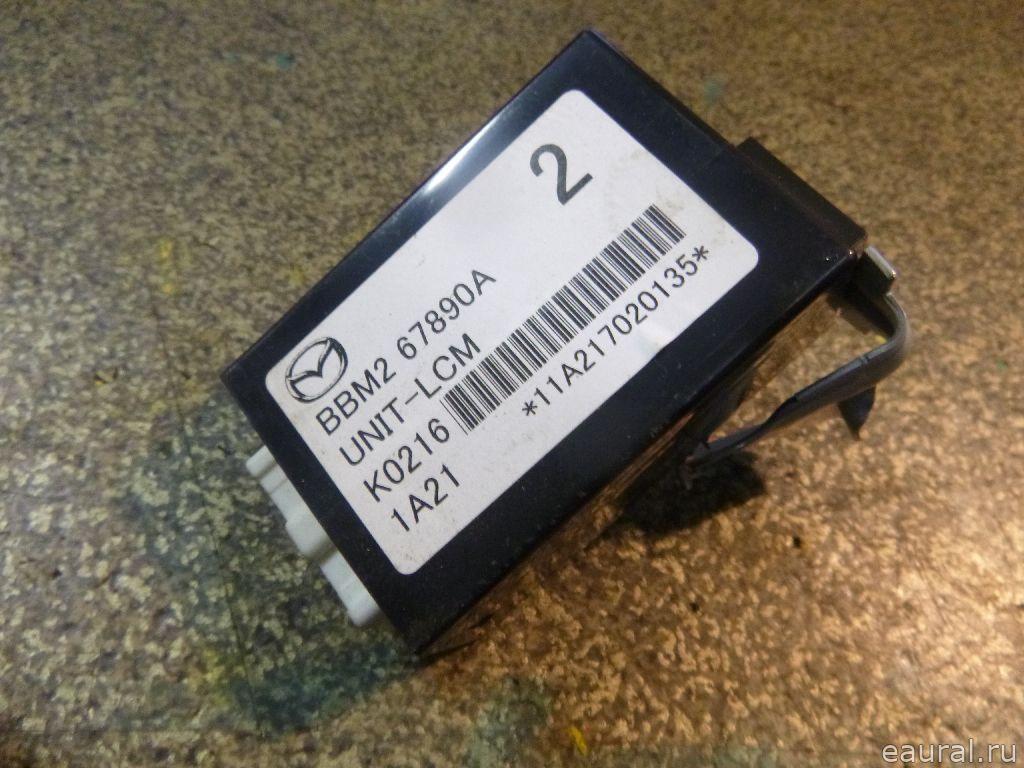 2
BBM2 67890A
UNIT-LCM
K0216
*11A217020135*
1A21
eaural.ru